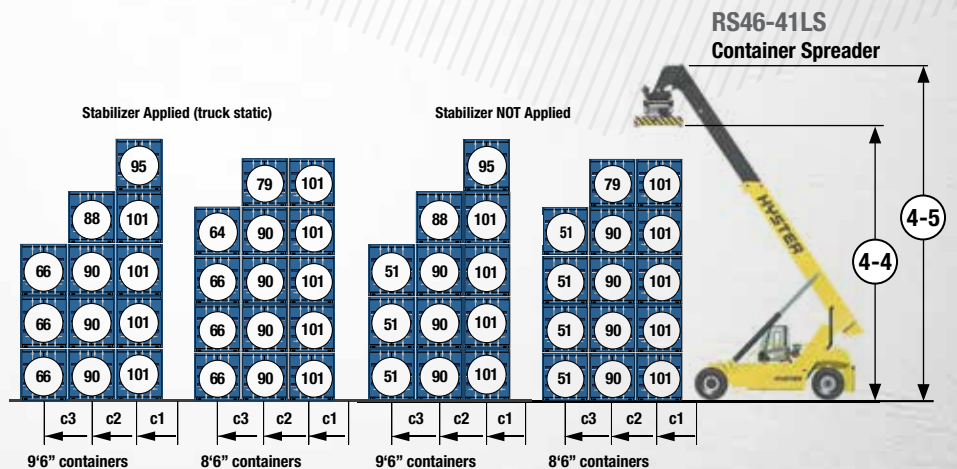 RS46-41LS
Container Spreader
Stabilizer Applied (truck static)
Stabilizer NOT Applied
95
88 101
66 90 101
66 90 101
66 90 101
79 101
64 90 101
66 90 101
66 90 101
66 90 101
95
88 101
51 90 101
51 90 101
51 90 101
79 101
51 90 101
51 90 101
51 90 101
51 90 101
HYSTER
HYSTER
4-5
4-4
c3 c2 c1
c3 c2 c1
c3 c2 c1
c3 c2 c1
9‘6” containers
8‘6” containers
9‘6” containers
8‘6” containers